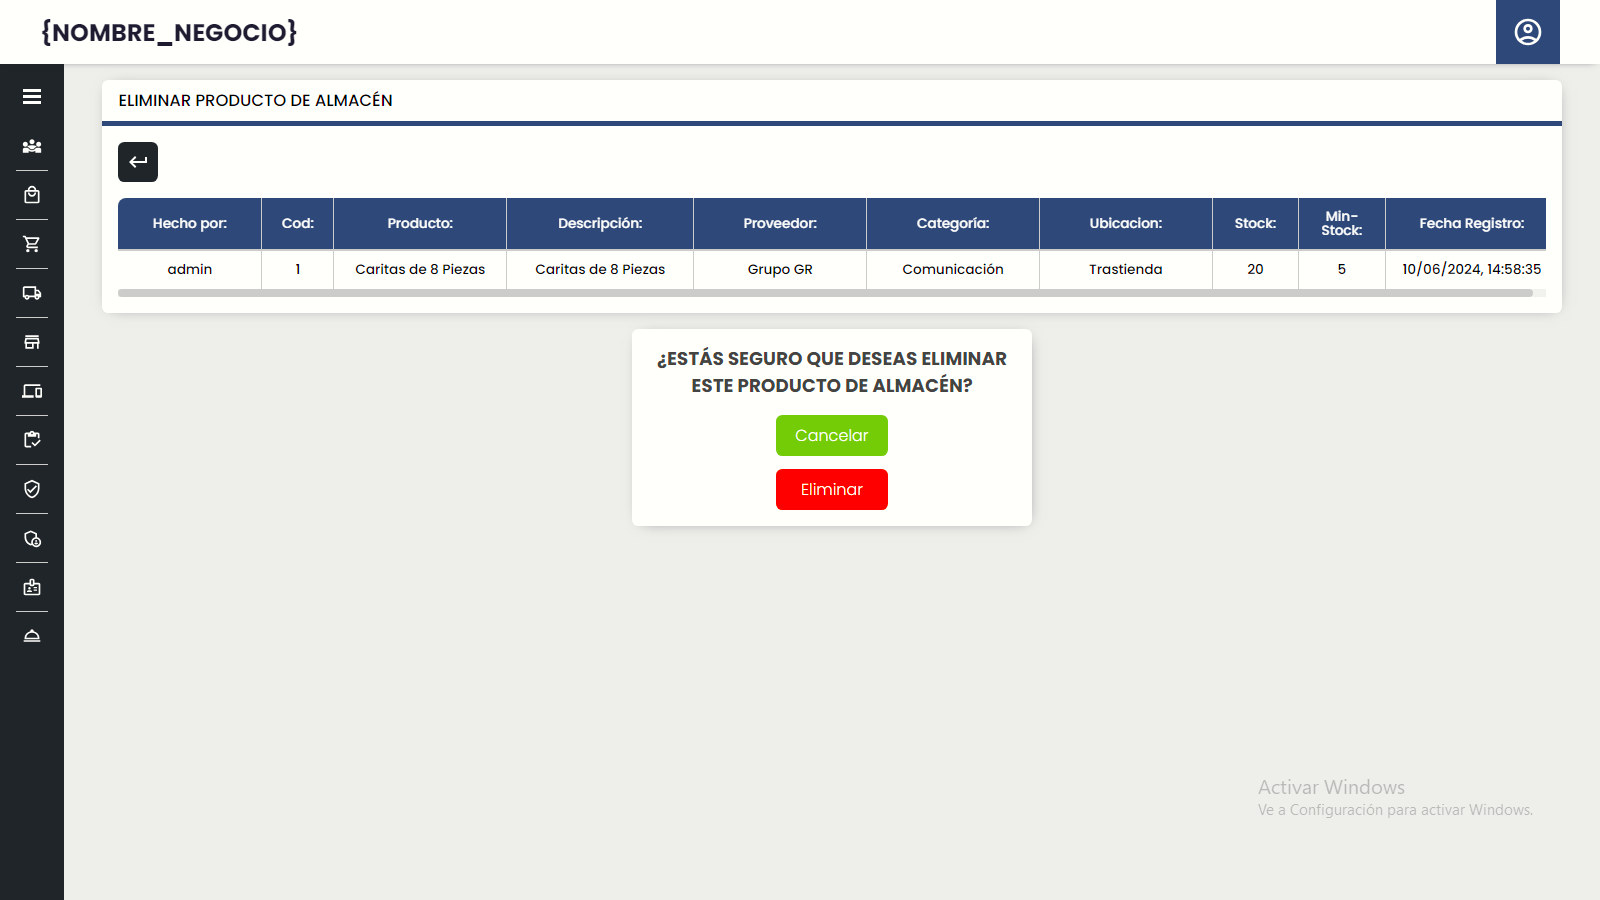 {NOMBRE_NEGOCIO}
ELIMINAR PRODUCTO DE ALMACÉN
Hecho por: Cod: Producto: Descripción: Proveedor: Categoría: Ubicacion: Stock: Min-Stock: Fecha Registro:
admin 1 Caritas de 8 Piezas Caritas de 8 Piezas Grupo GR Comunicación Trastienda 20 5 10/06/2024, 14:58:35
¿ESTÁS SEGURO QUE DESEAS ELIMINAR
ESTE PRODUCTO DE ALMACÉN?
Cancelar
Eliminar
Activar Windows
Ve a Configuración para activar Windows.